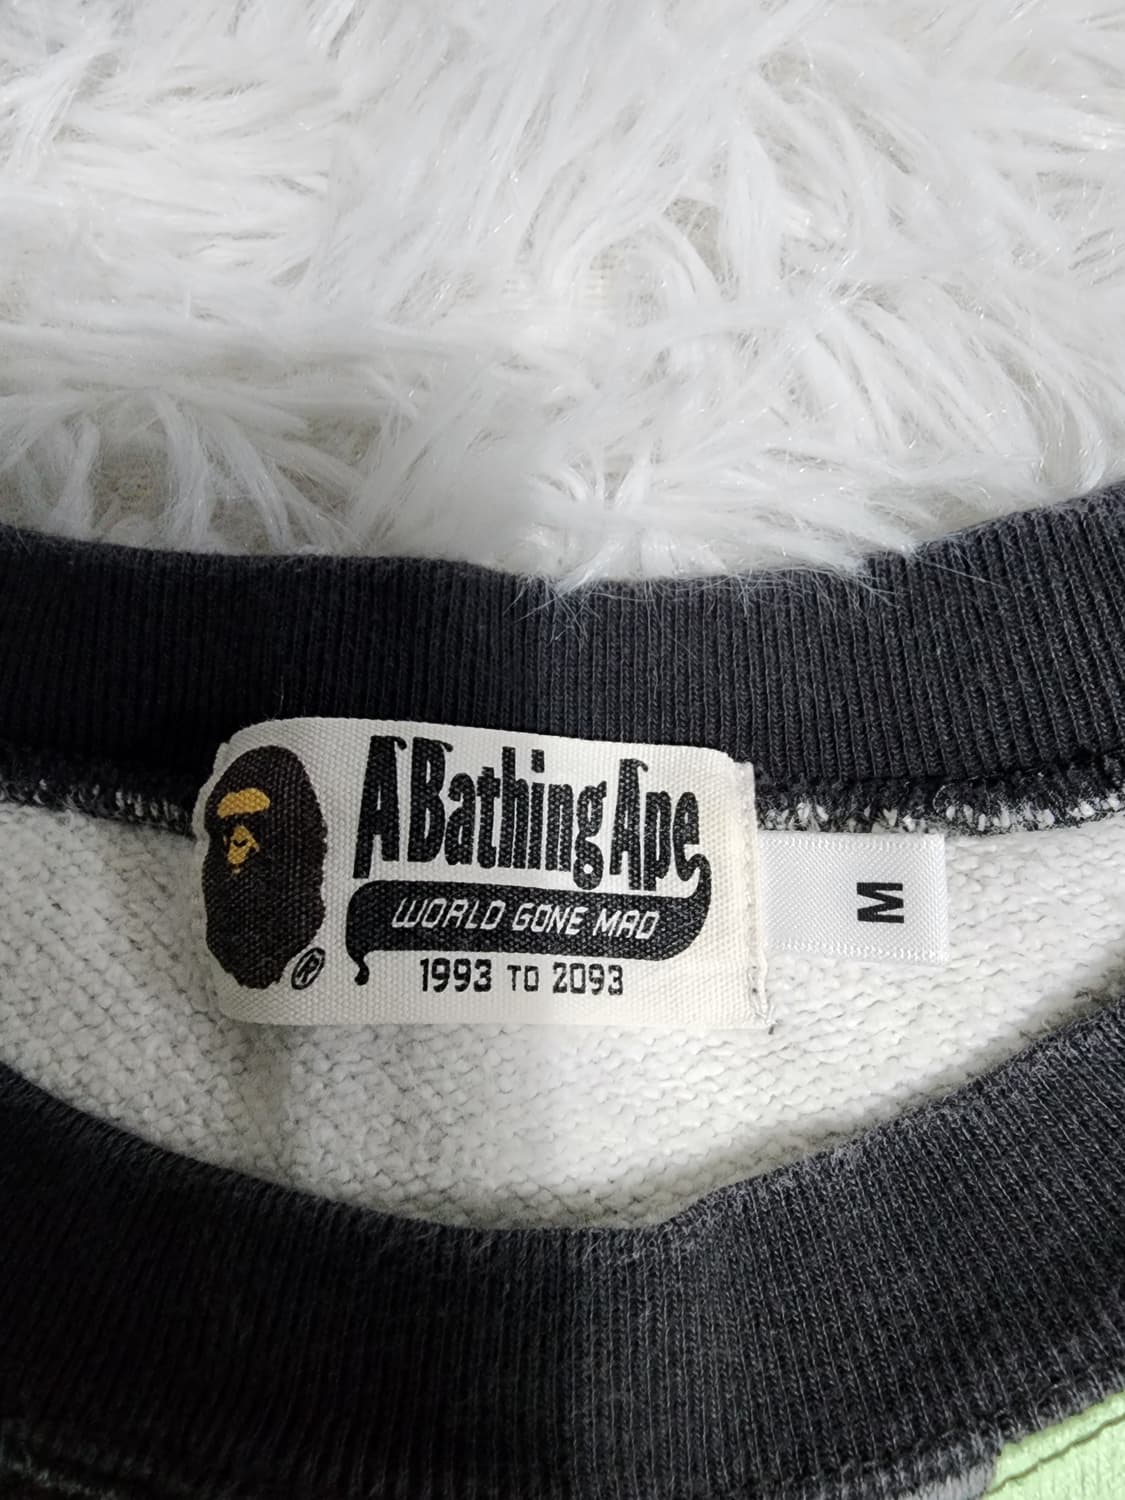 A Bathing Ape
WORLD GONE MAD
1993 TO 2093
®
M